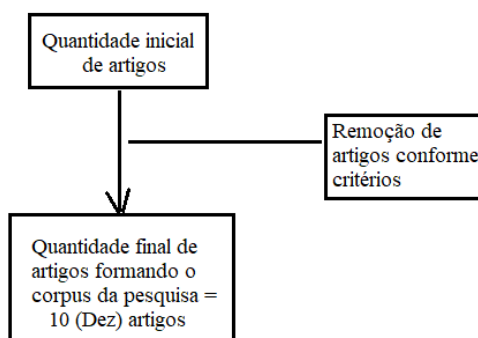 Quantidade inicial
de artigos
Remoção de
artigos conforme
critérios
Quantidade final de
artigos formando o
corpus da pesquisa =
10 (Dez) artigos